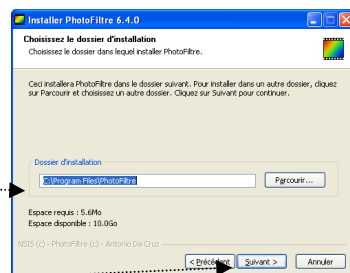 Installer PhotoFiltre 6.4.0
Choisissez le dossier d'installation
Choisissez le dossier dans lequel installer PhotoFiltre.
Ceci installera PhotoFiltre dans le dossier suivant. Pour installer dans un autre dossier, cliquez
sur Parcourir et choisissez un autre dossier. Cliquez sur Suivant pour continuer.
Dossier d'installation
C:\Program Files\PhotoFiltre
Parcourir...
Espace requis : 5.6Mo
Espace disponible : 10.0Go
NSIS (c) - PhotoFiltre (c) - Antonio Da Cruz
< Précédent Suivant > Annuler